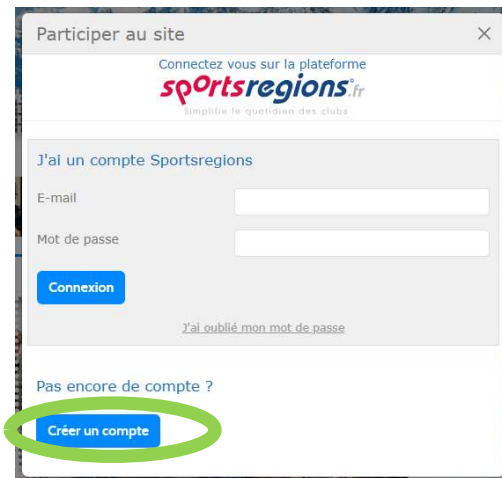 Participer au site
Connectez vous sur la plateforme
sportsregions.fr
Simplifie le quotidien des clubs
J'ai un compte Sportsregions
E-mail
Mot de passe
Connexion
J'ai oublié mon mot de passe
Pas encore de compte ?
Créer un compte